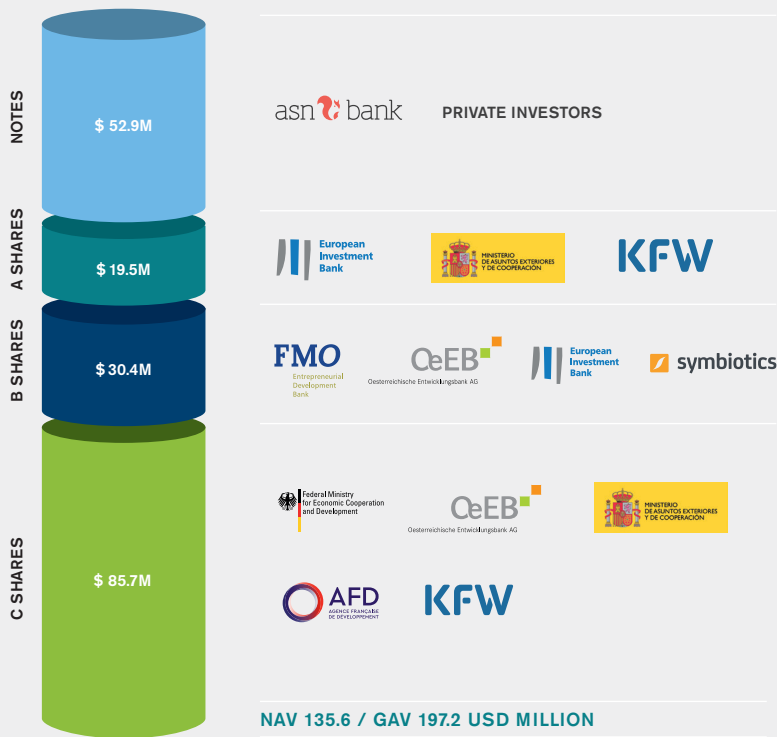 NOTES
$ 52.9M
asn bank
PRIVATE INVESTORS
A SHARES
$ 19.5M
European
Investment
Bank
MINISTERIO
DE ASUNTOS EXTERIORES
Y DE COOPERACIÓN
KFW
B SHARES
$ 30.4M
FMO
Entrepreneurial
Development
Bank
OeEB
Oesterreichische Entwicklungsbank AG
European
Investment
Bank
symbiotics
C SHARES
$ 85.7M
Federal Ministry
for Economic Cooperation
and Development
OeEB
Oesterreichische Entwicklungsbank AG
MINISTERIO
DE ASUNTOS EXTERIORES
Y DE COOPERACIÓN
AFD
AGENCE FRANÇAISE
DE DÉVELOPPEMENT
KFW
NAV 135.6 / GAV 197.2 USD MILLION